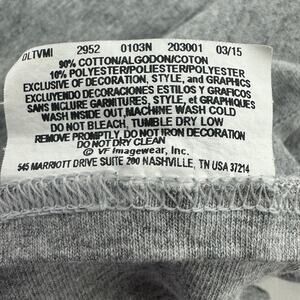 OLTVMI 2952 0103N 203001 03/15
90% COTTON/ALGODON/COTON
10% POLYESTER/POLIESTER/POLYESTER
EXCLUSIVE OF DECORATION, STYLE, and GRAPHICS
EXCLUYENDO DECORACIONES ESTILOS Y GRAFICOS
SANS INCLURE GARNITURES, STYLE, et GRAPHIQUES
WASH INSIDE OUT, MACHINE WASH COLD
DO NOT BLEACH, TUMBLE DRY LOW
REMOVE PROMPTLY, DO NOT IRON DECORATION
DO NOT DRY CLEAN
© VF Imagewear, Inc.
545 MARRIOTT DRIVE SUITE 200 NASHVILLE, TN USA 37214